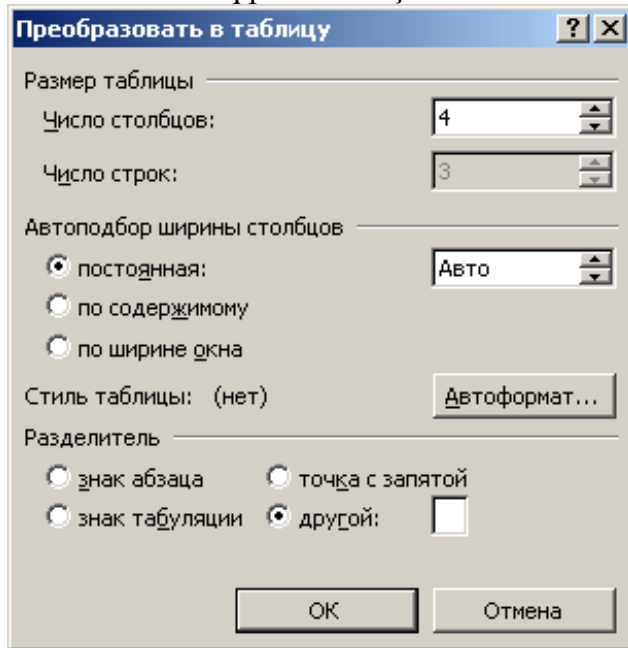 Преобразовать в таблицу
Размер таблицы
Число столбцов: 4
Число строк: 3
Автоподбор ширины столбцов
постоянная: Авто
по содержимому
по ширине окна
Стиль таблицы: (нет) Автоформат...
Разделитель
знак абзаца точка с запятой
знак табуляции другой:
ОК Отмена